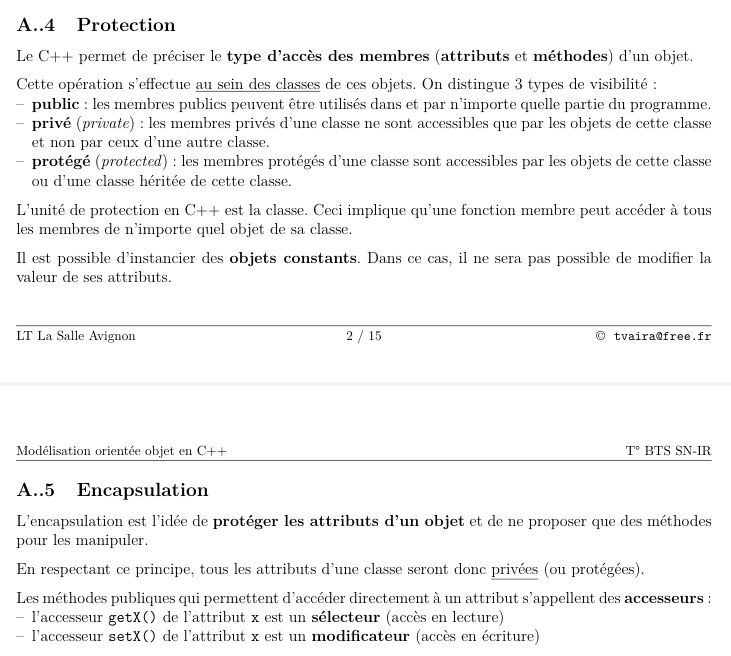 A..4 Protection
Le C++ permet de préciser le type d'accès des membres (attributs et méthodes) d'un objet.
Cette opération s'effectue au sein des classes de ces objets. On distingue 3 types de visibilité :
– public : les membres publics peuvent être utilisés dans et par n'importe quelle partie du programme.
– privé (private) : les membres privés d'une classe ne sont accessibles que par les objets de cette classe
et non par ceux d'une autre classe.
– protégé (protected) : les membres protégés d'une classe sont accessibles par les objets de cette classe
ou d'une classe héritée de cette classe.
L'unité de protection en C++ est la classe. Ceci implique qu'une fonction membre peut accéder à tous
les membres de n'importe quel objet de sa classe.
Il est possible d'instancier des objets constants. Dans ce cas, il ne sera pas possible de modifier la
valeur de ses attributs.
LT La Salle Avignon 2 / 15 © tvaira@free.fr
Modélisation orientée objet en C++ T° BTS SN-IR
A..5 Encapsulation
L'encapsulation est l'idée de protéger les attributs d'un objet et de ne proposer que des méthodes
pour les manipuler.
En respectant ce principe, tous les attributs d'une classe seront donc privées (ou protégées).
Les méthodes publiques qui permettent d'accéder directement à un attribut s'appellent des accesseurs :
– l'accesseur getX() de l'attribut x est un sélecteur (accès en lecture)
– l'accesseur setX() de l'attribut x est un modificateur (accès en écriture)